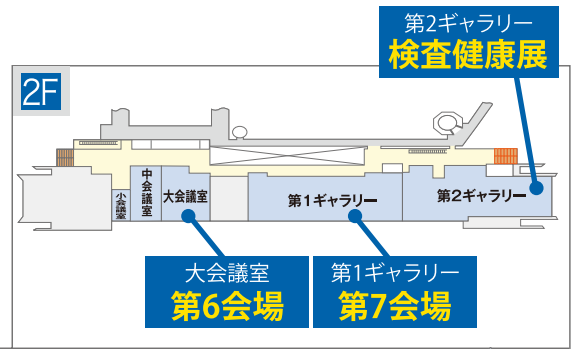 第2ギャラリー
検査健康展
2F
小会議室
中会議室
大会議室
第1ギャラリー
第2ギャラリー
大会議室
第6会場
第1ギャラリー
第7会場